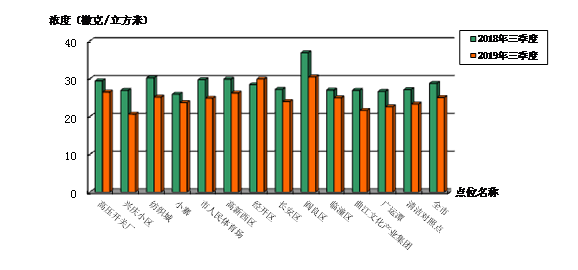 浓度（微克/立方米）
2018年三季度
2019年三季度
40
30
20
10
0
点位名称
高压开关厂
兴庆小区
纺织城
小寨
市人民体育场
高新西区
经开区
长安区
阎良区
临潼区
曲江文化产业集团
广运潭
清洁对照点
全市